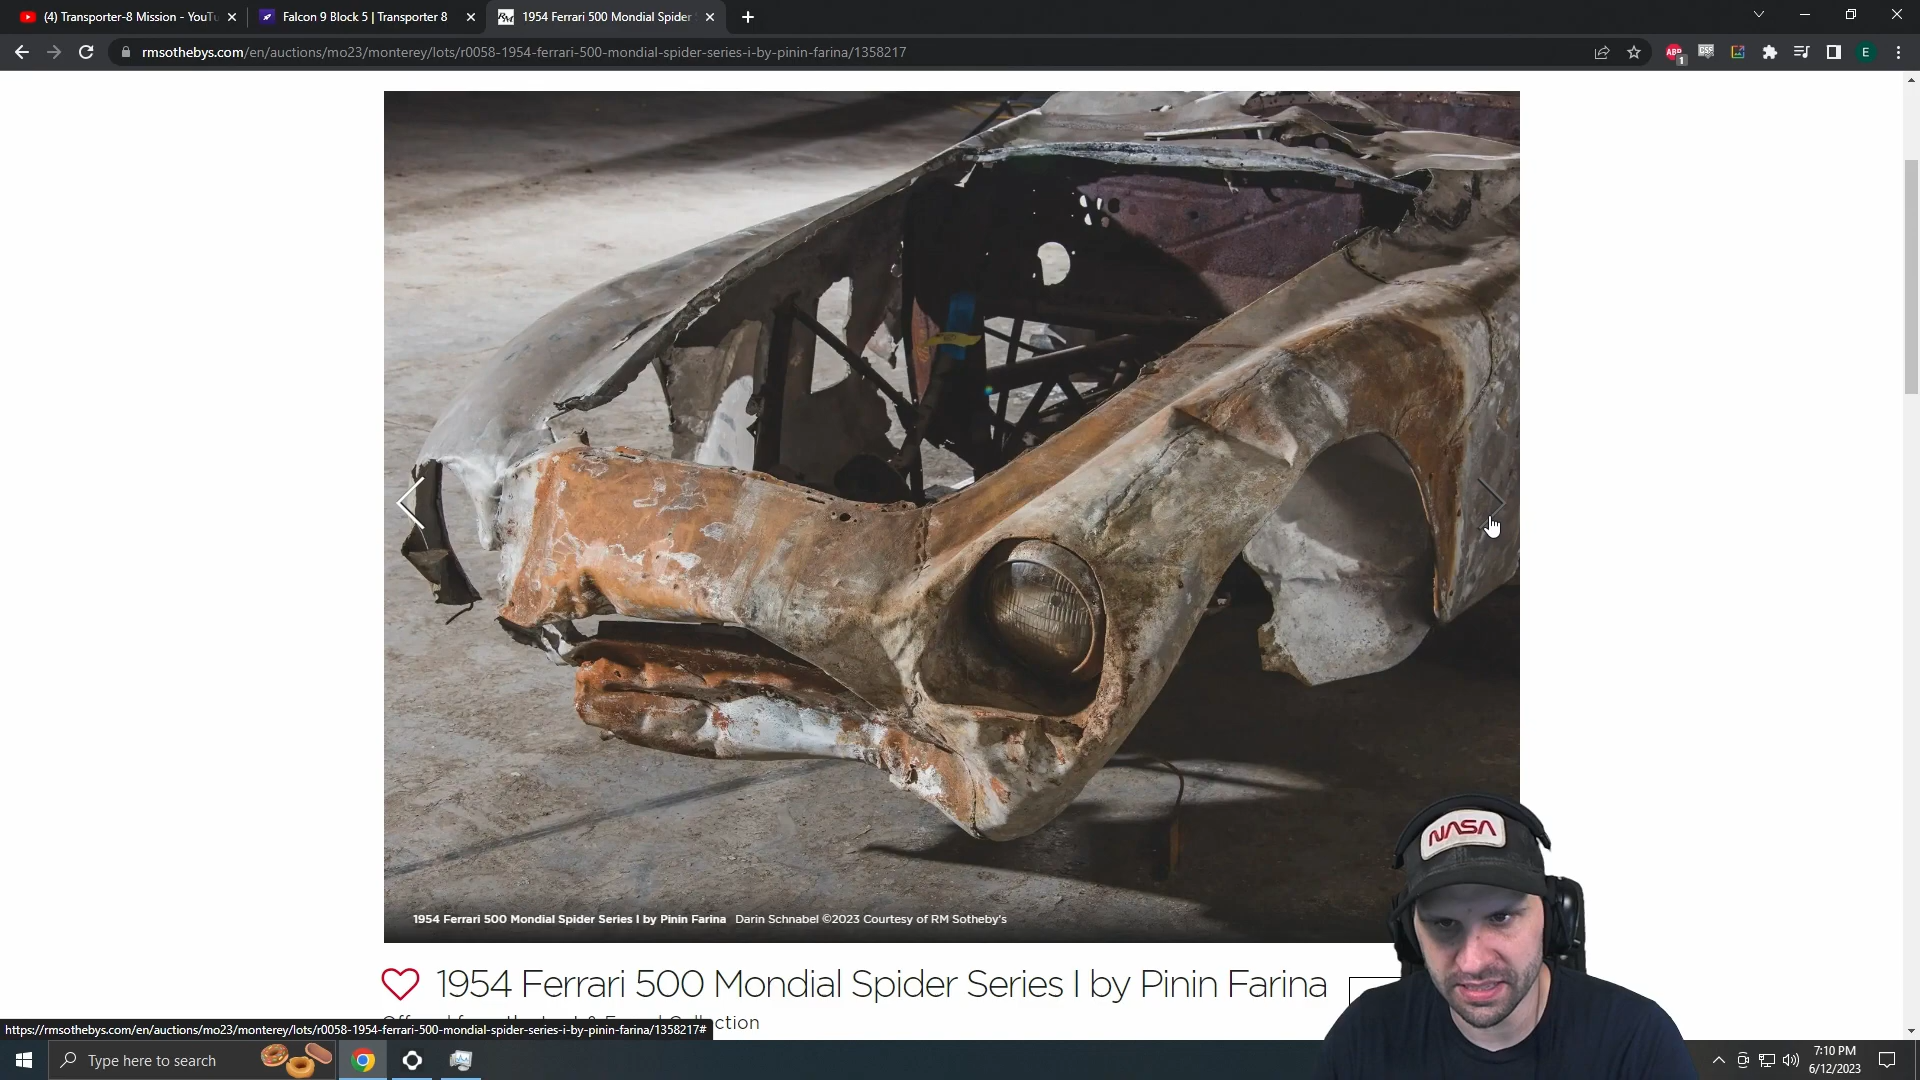 (4) Transporter-8 Mission - YouTu
Falcon 9 Block 5 | Transporter 8
RM
1954 Ferrari 500 Mondial Spider
rmsothebys.com/en/auctions/mo23/monterey/lots/r0058-1954-ferrari-500-mondial-spider-series-i-by-pinin-farina/1358217
ABP
1
CSS
E
1954 Ferrari 500 Mondial Spider Series I by Pinin Farina Darin Schnabel ©2023 Courtesy of RM Sotheby's
NASA
1954 Ferrari 500 Mondial Spider Series I by Pinin Farina
https://rmsothebys.com/en/auctions/mo23/monterey/lots/r0058-1954-ferrari-500-mondial-spider-series-i-by-pinin-farina/1358217#
Type here to search
7:10 PM
6/12/2023